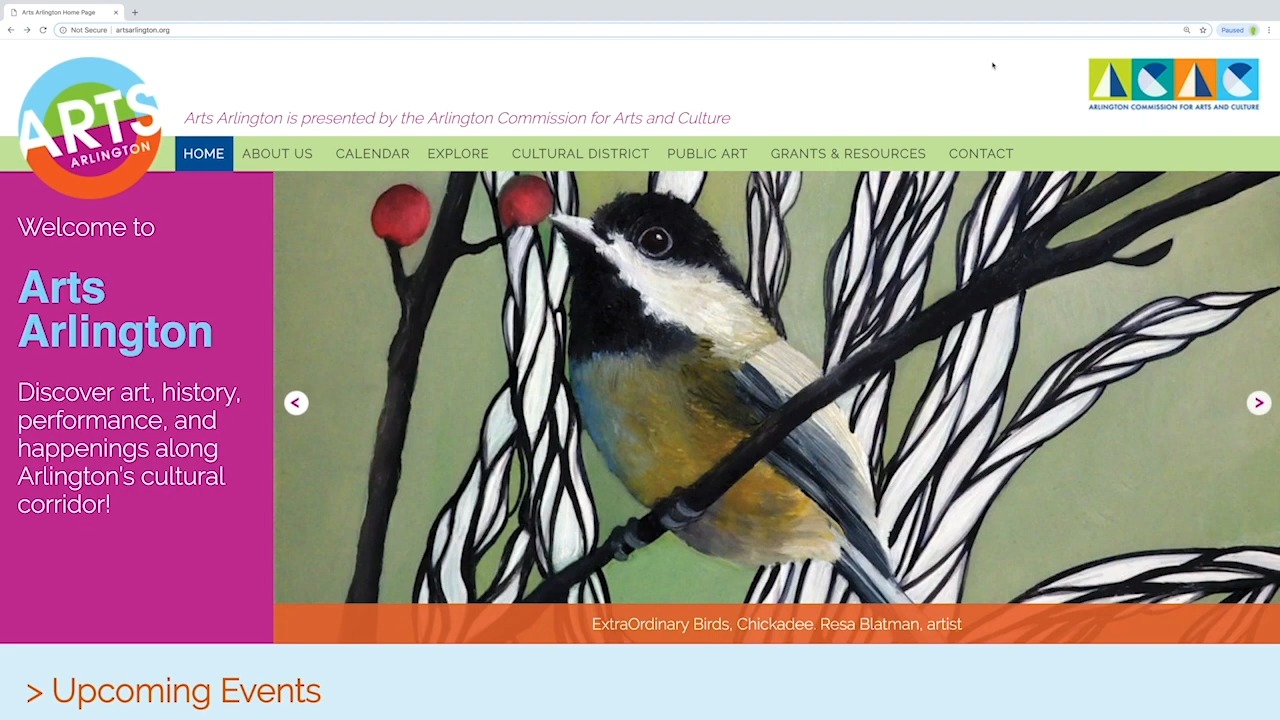 Arts Arlington Home Page
Not Secure
artsarlington.org
Paused
ARTS
ARLINGTON
Arts Arlington is presented by the Arlington Commission for Arts and Culture
ACAC
ARLINGTON COMMISSION FOR ARTS AND CULTURE
HOME ABOUT US CALENDAR EXPLORE CULTURAL DISTRICT PUBLIC ART GRANTS & RESOURCES CONTACT
Welcome to
Arts
Arlington
Discover art, history,
performance, and
happenings along
Arlington's cultural
corridor!
<
>
ExtraOrdinary Birds, Chickadee. Resa Blatman, artist
> Upcoming Events